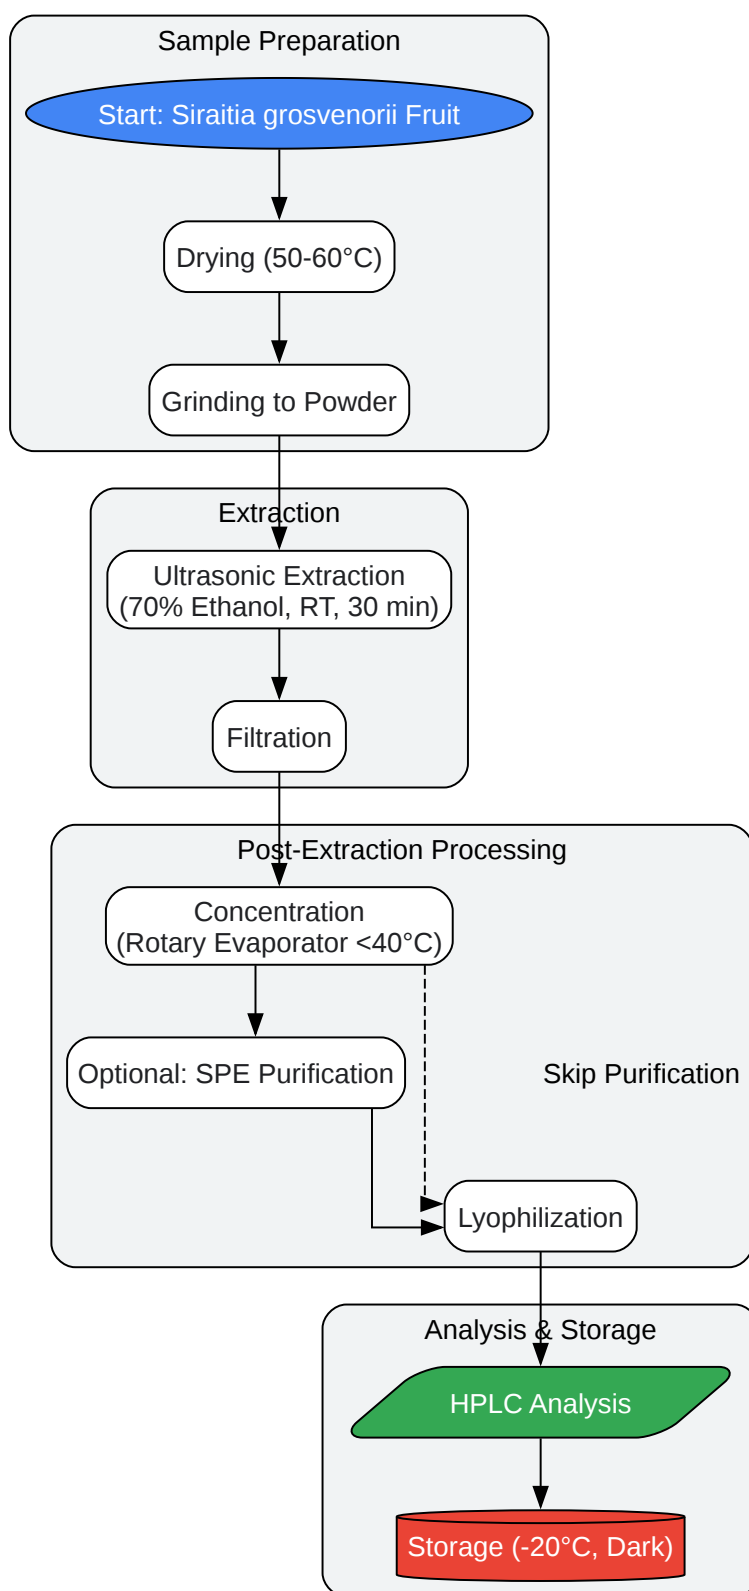 Sample Preparation
Start: Siraitia grosvenorii Fruit
Drying (50-60°C)
Grinding to Powder
Extraction
Ultrasonic Extraction
(70% Ethanol, RT, 30 min)
Filtration
Post-Extraction Processing
Concentration
(Rotary Evaporator <40°C)
Optional: SPE Purification
Skip Purification
Lyophilization
Analysis & Storage
HPLC Analysis
Storage (-20°C, Dark)